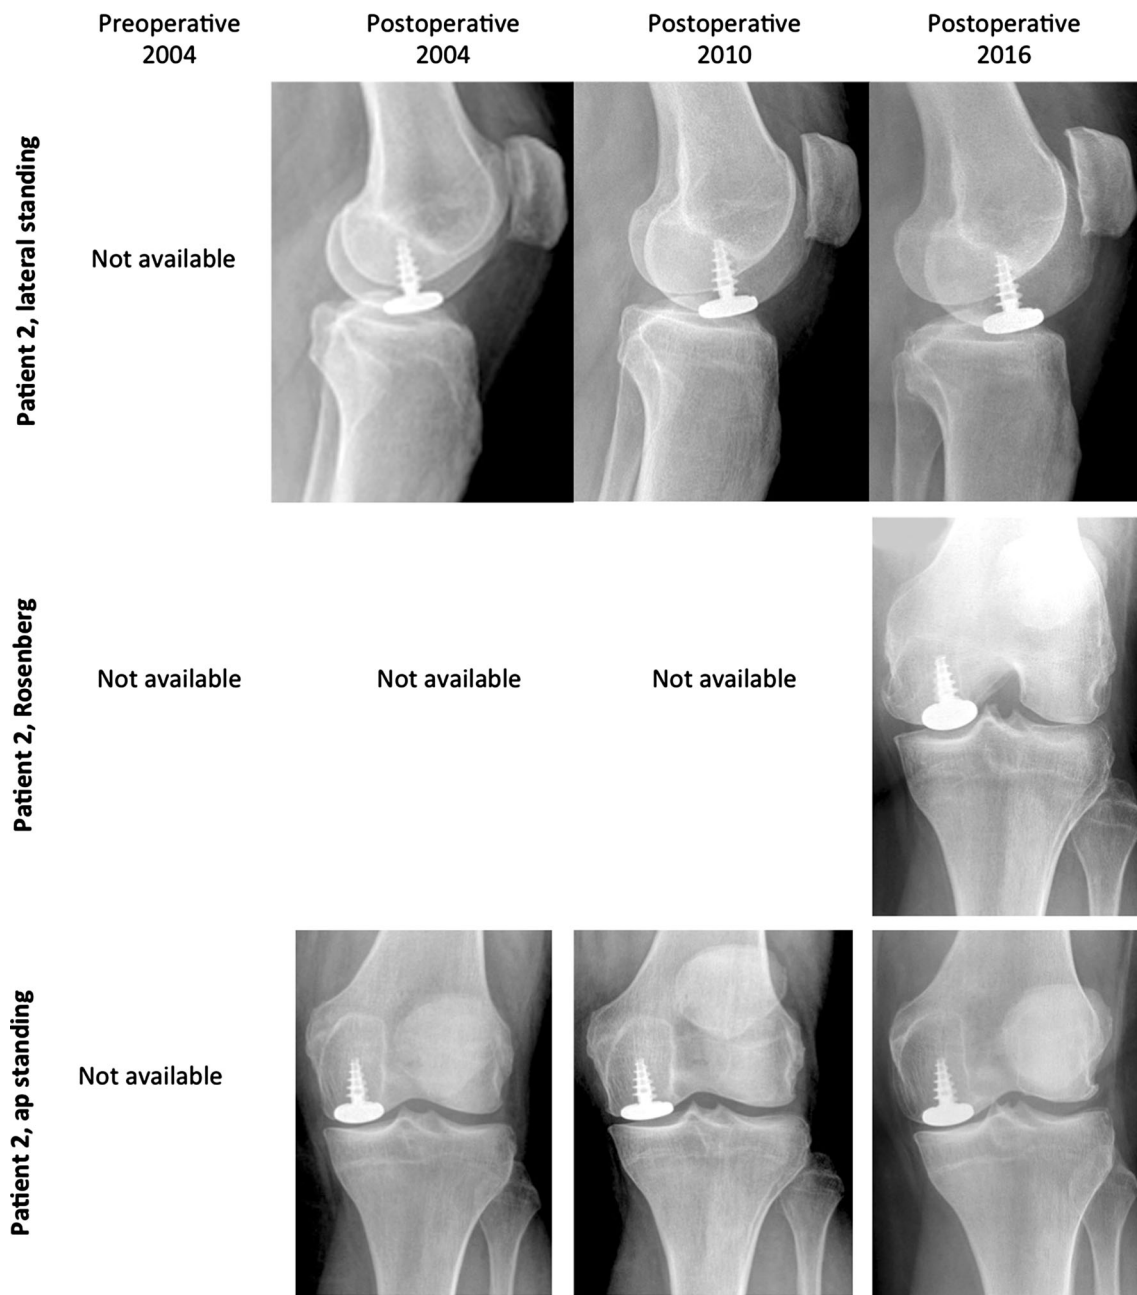 Preoperative
2004
Postoperative
2004
Postoperative
2010
Postoperative
2016
Patient 2, lateral standing
Not available
Patient 2, Rosenberg
Not available
Not available
Not available
Patient 2, ap standing
Not available